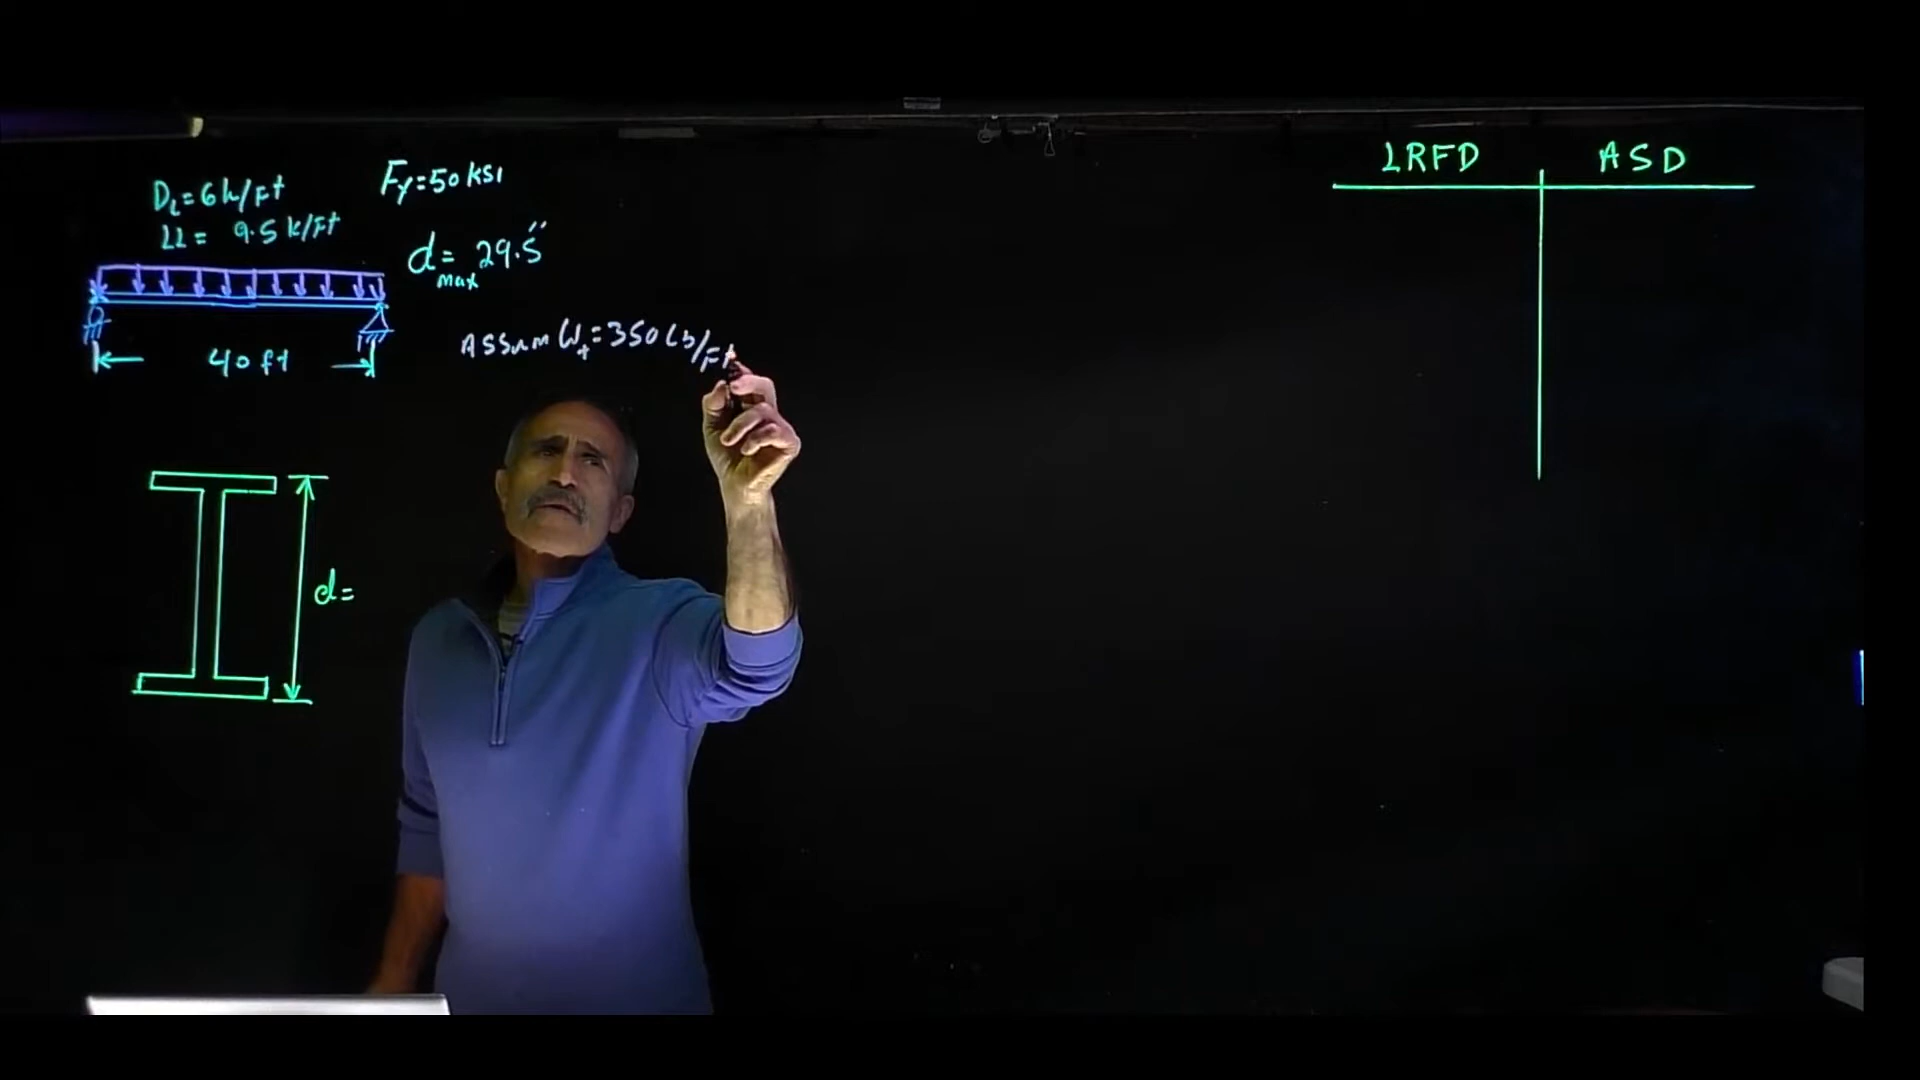 DL=6k/Ft
LL= 9.5 k/Ft
40 ft
Fy=50 KSI
dmax=29.5"
ASSum Wt=350 Lb/Ft
d=
LRFD
ASD